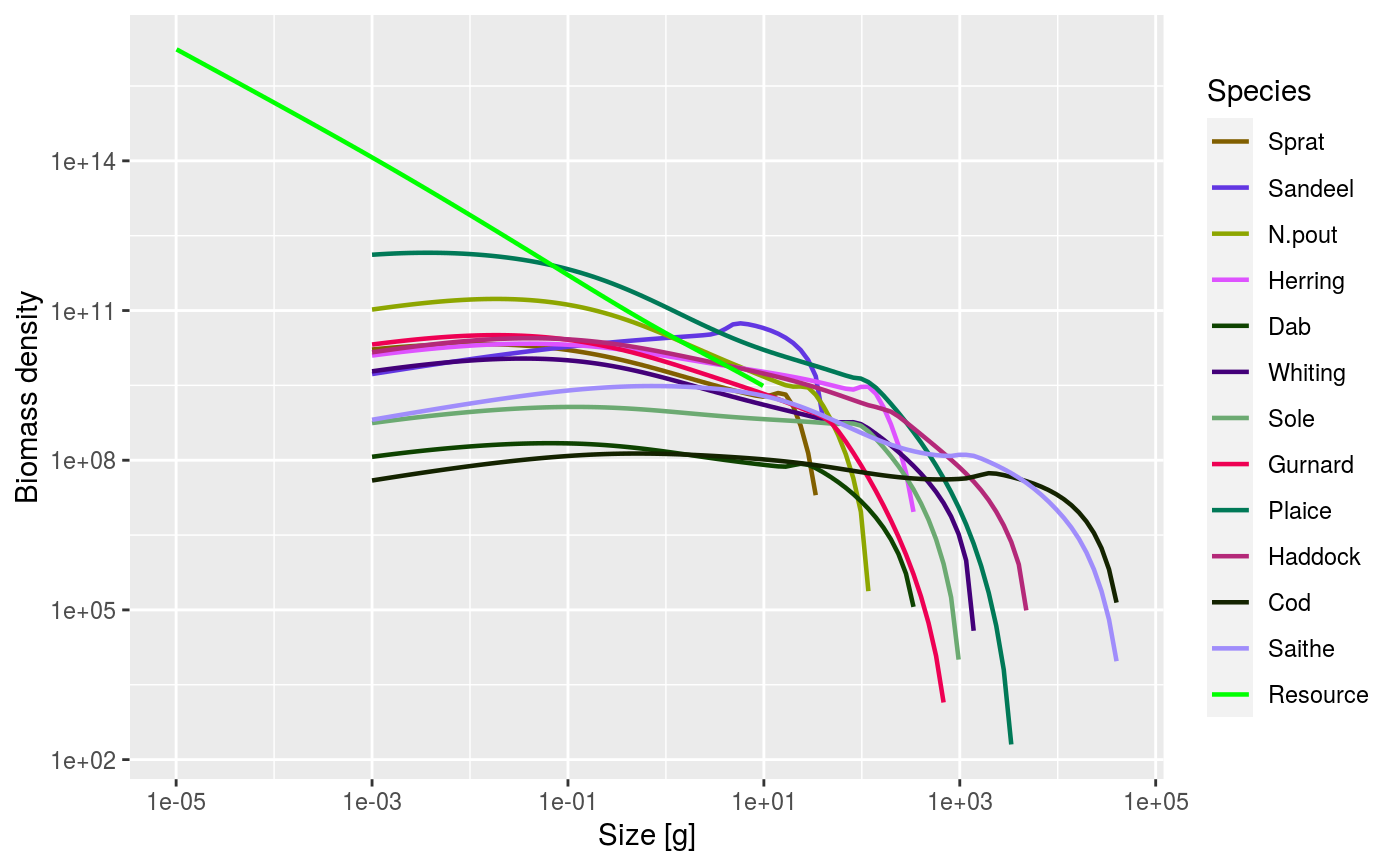 Biomass density
1e+14
1e+11
1e+08
1e+05
1e+02
1e-05
1e-03
1e-01
1e+01
1e+03
1e+05
Size [g]
Species
Sprat
Sandeel
N.pout
Herring
Dab
Whiting
Sole
Gurnard
Plaice
Haddock
Cod
Saithe
Resource